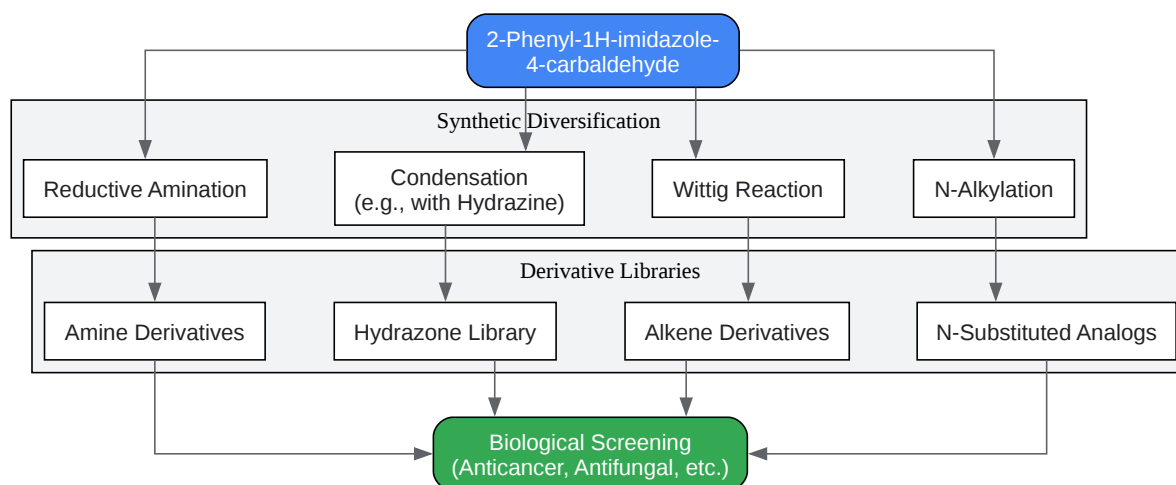 2-Phenyl-1H-imidazole-
4-carbaldehyde
Synthetic Diversification
Reductive Amination
Condensation
(e.g., with Hydrazine)
Wittig Reaction
N-Alkylation
Derivative Libraries
Amine Derivatives
Hydrazone Library
Alkene Derivatives
N-Substituted Analogs
Biological Screening
(Anticancer, Antifungal, etc.)